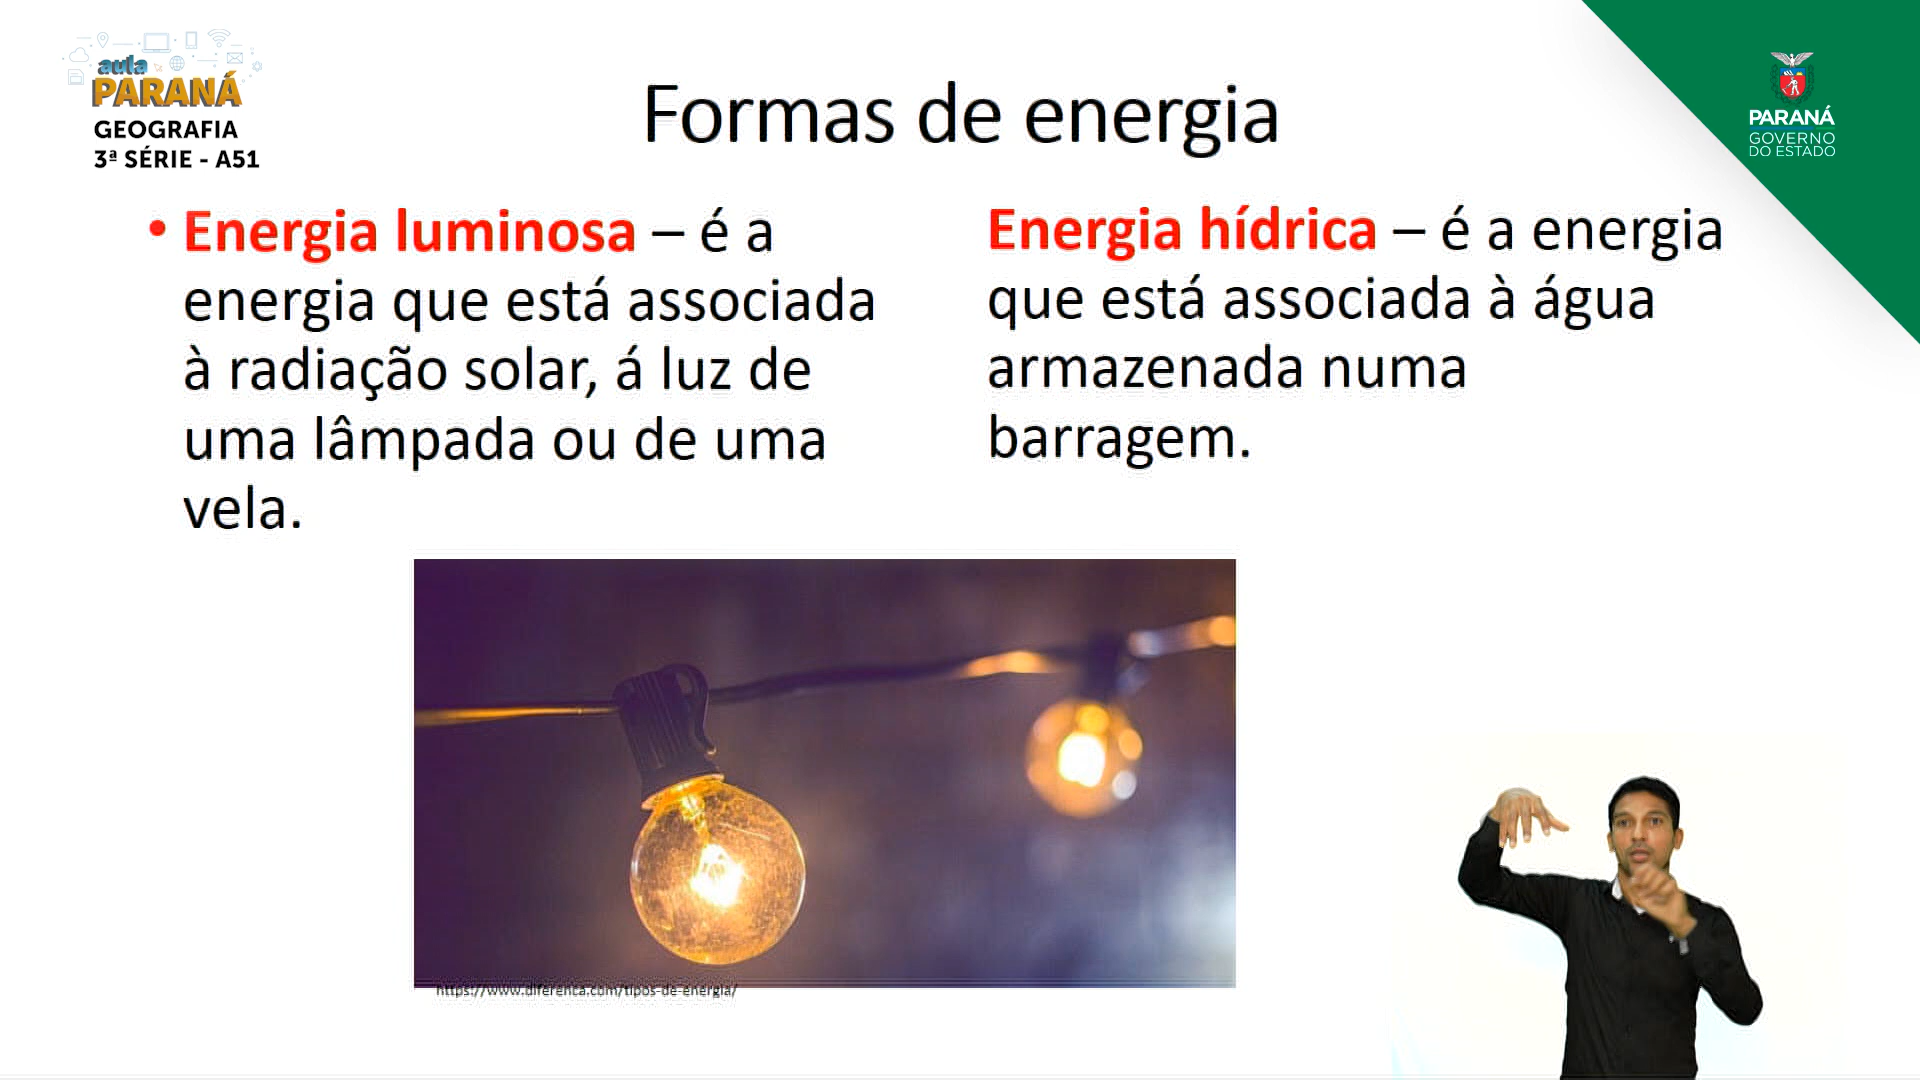 aula
PARANÁ
GEOGRAFIA
3ª SÉRIE - A51
Formas de energia
PARANÁ
GOVERNO
DO ESTADO
• Energia luminosa – é a
energia que está associada
à radiação solar, á luz de
uma lâmpada ou de uma
vela.
Energia hídrica – é a energia
que está associada à água
armazenada numa
barragem.
https://www.diferenca.com/tipos-de-energia/